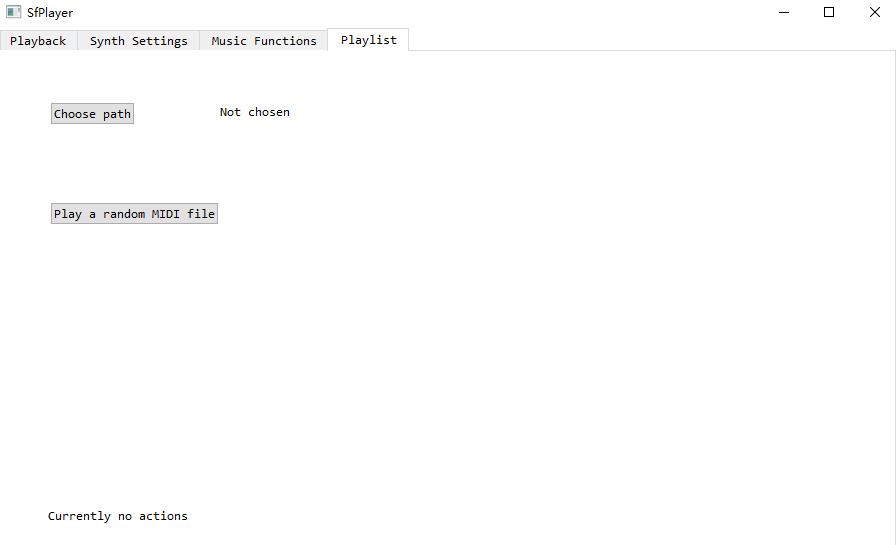 SfPlayer
Playback Synth Settings Music Functions Playlist
Choose path Not chosen
Play a random MIDI file
Currently no actions